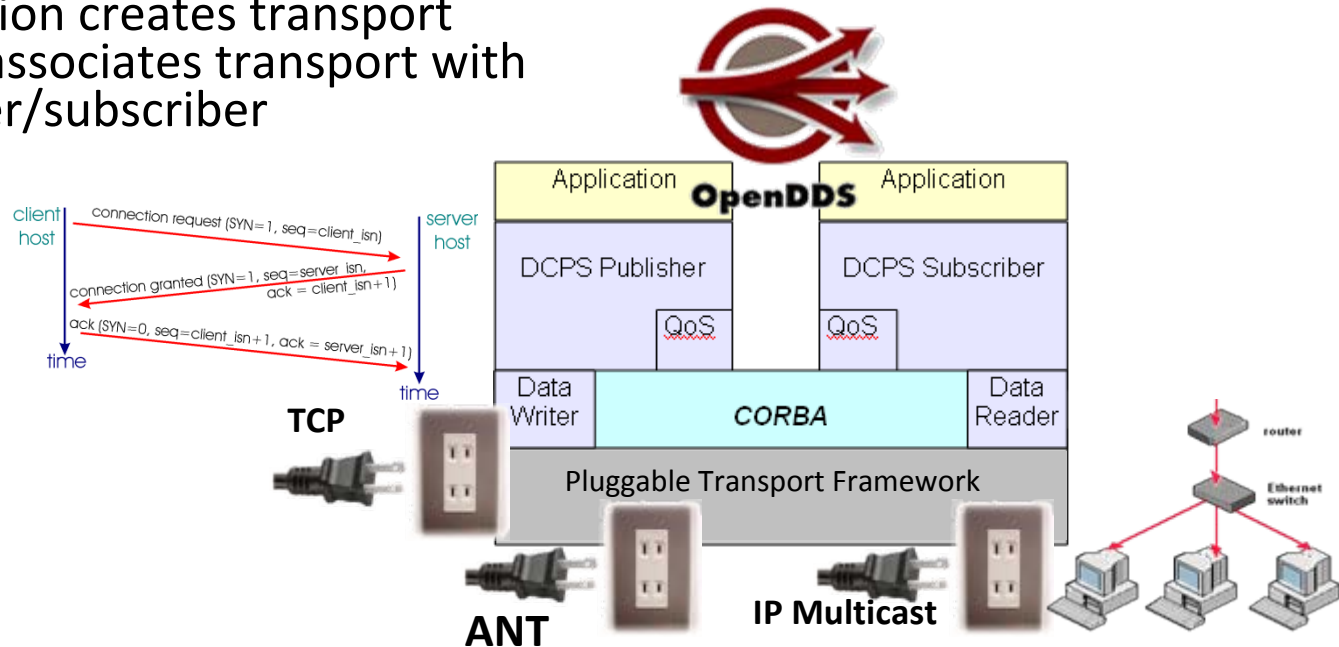 ion creates transport
associates transport with
er/subscriber
OpenDDS
Application
Application
client
host
connection request (SYN=1, seq=client_isn)
server
host
connection granted (SYN=1, seq=server_isn,
ack = client_isn+1)
ack (SYN=0, seq=client_isn+1, ack = server_isn+1)
time
time
DCPS Publisher
DCPS Subscriber
QoS
QoS
Data
Writer
CORBA
Data
Reader
TCP
Pluggable Transport Framework
router
Ethernet
switch
ANT
IP Multicast